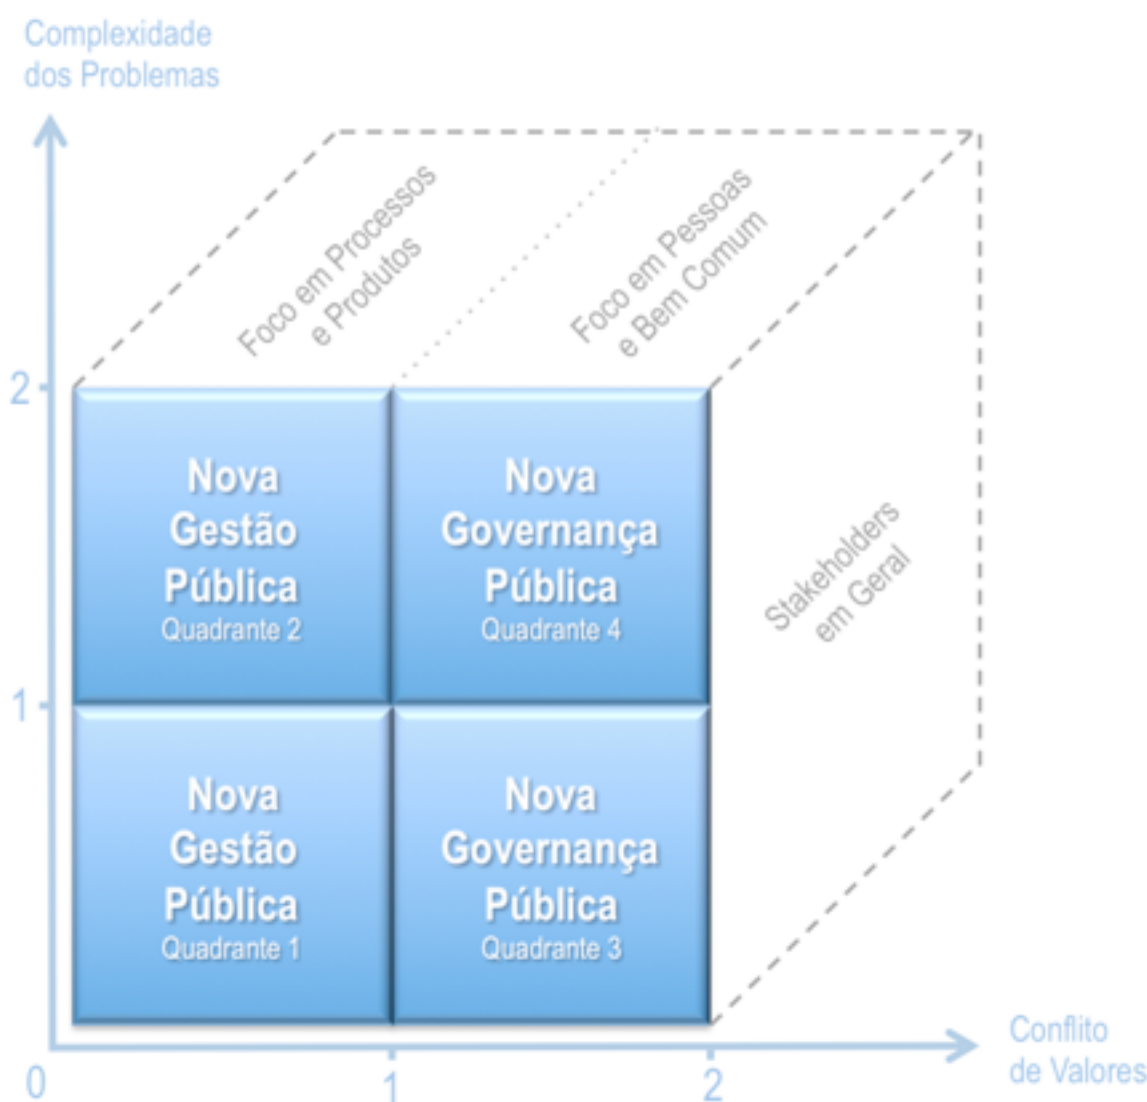 Complexidade
dos Problemas
Foco em Processos
e Produtos
Foco em Pessoas
e Bem Comum
2
Nova
Gestão
Pública
Quadrante 2
Nova
Governança
Pública
Quadrante 4
Stakeholders
em Geral
1
Nova
Gestão
Pública
Quadrante 1
Nova
Governança
Pública
Quadrante 3
Conflito
de Valores
0
1
2